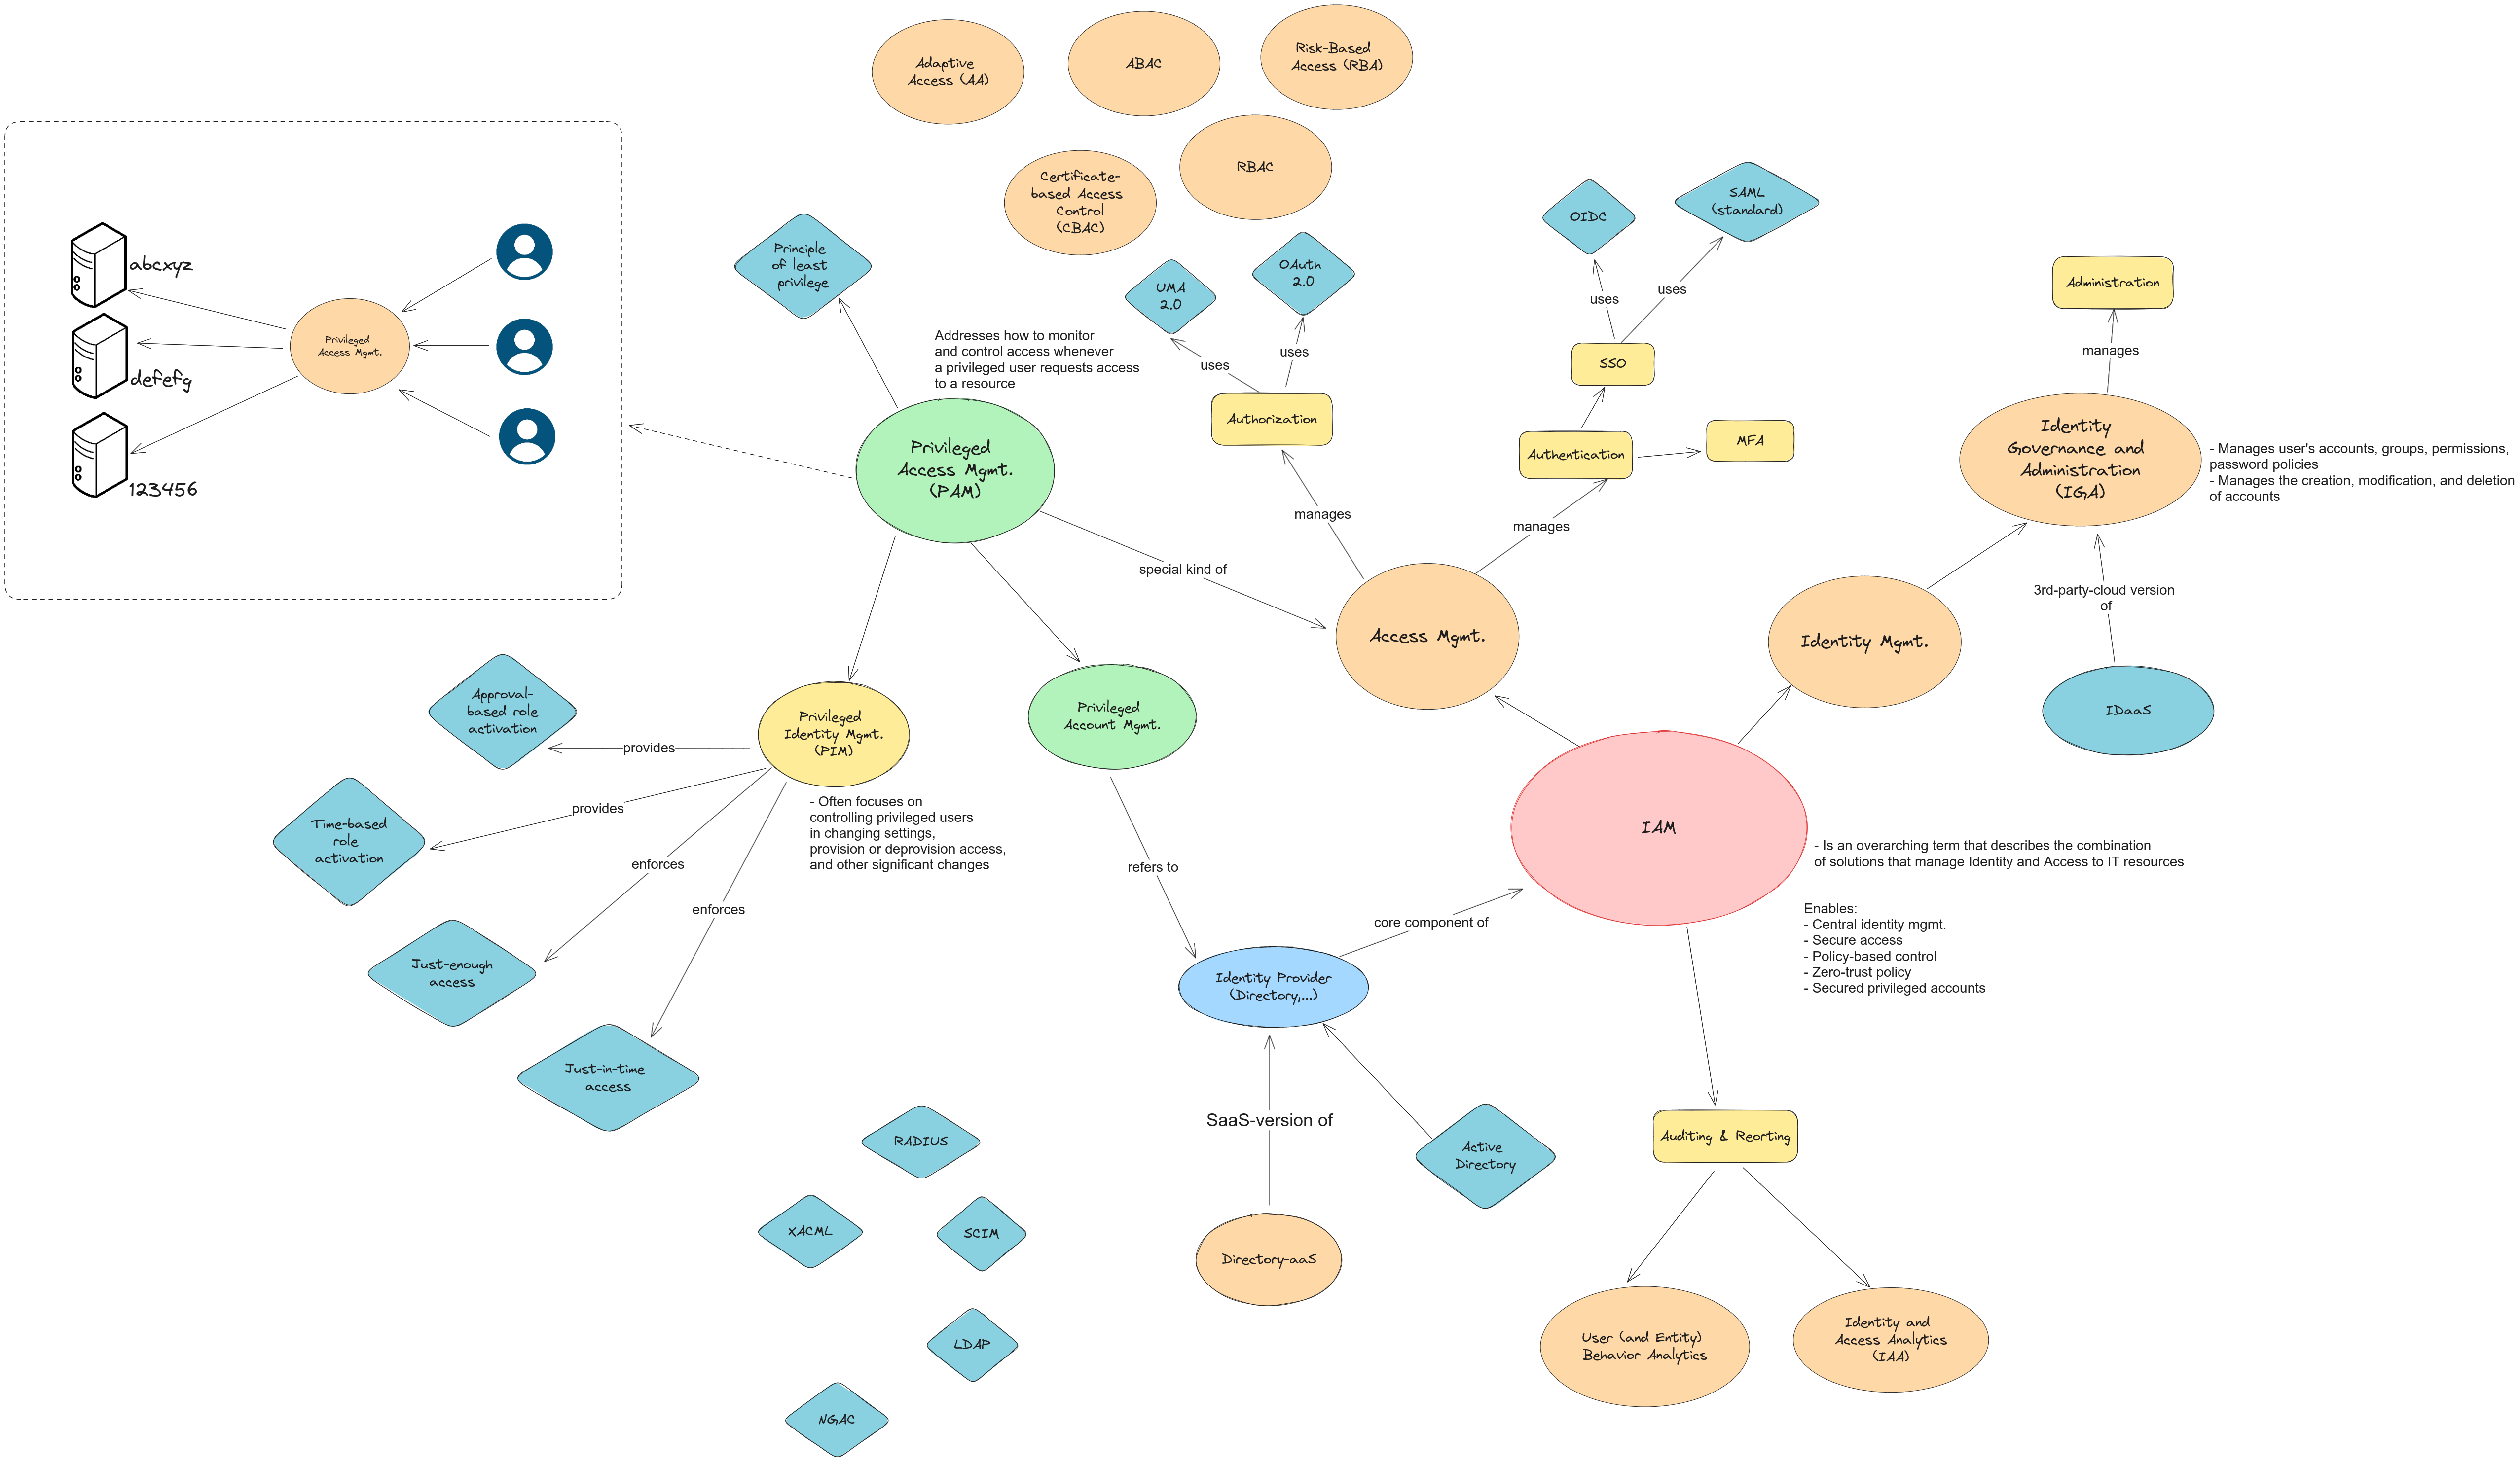 Adaptive
Access (AA)
ABAC
Risk-Based
Access (RBA)
Certificate-
based Access
Control
(CBAC)
RBAC
abcxyz
defefg
123456
Privileged
Access Mgmt.
Principle
of least
privilege
UMA
2.0
OAuth
2.0
OIDC
SAML
(standard)
uses
uses
uses
uses
Addresses how to monitor
and control access whenever
a privileged user requests access
to a resource
Privileged
Access Mgmt.
(PAM)
Authorization
SSO
Authentication
MFA
Administration
manages
Identity
Governance and
Administration
(IGA)
- Manages user's accounts, groups, permissions,
password policies
- Manages the creation, modification, and deletion
of accounts
manages
manages
special kind of
3rd-party-cloud version
of
Access Mgmt.
Identity Mgmt.
IDaaS
Approval-
based role
activation
provides
Privileged
Identity Mgmt.
(PIM)
Privileged
Account Mgmt.
Time-based
role
activation
provides
- Often focuses on
controlling privileged users
in changing settings,
provision or deprovision access,
and other significant changes
enforces
enforces
refers to
IAM
- Is an overarching term that describes the combination
of solutions that manage Identity and Access to IT resources
Enables:
- Central identity mgmt.
- Secure access
- Policy-based control
- Zero-trust policy
- Secured privileged accounts
core component of
Just-enough
access
Identity Provider
(Directory,...)
Just-in-time
access
SaaS-version of
Active
Directory
Auditing & Reorting
RADIUS
XACML
SCIM
Directory-aaS
LDAP
NGAC
User (and Entity)
Behavior Analytics
Identity and
Access Analytics
(IAA)